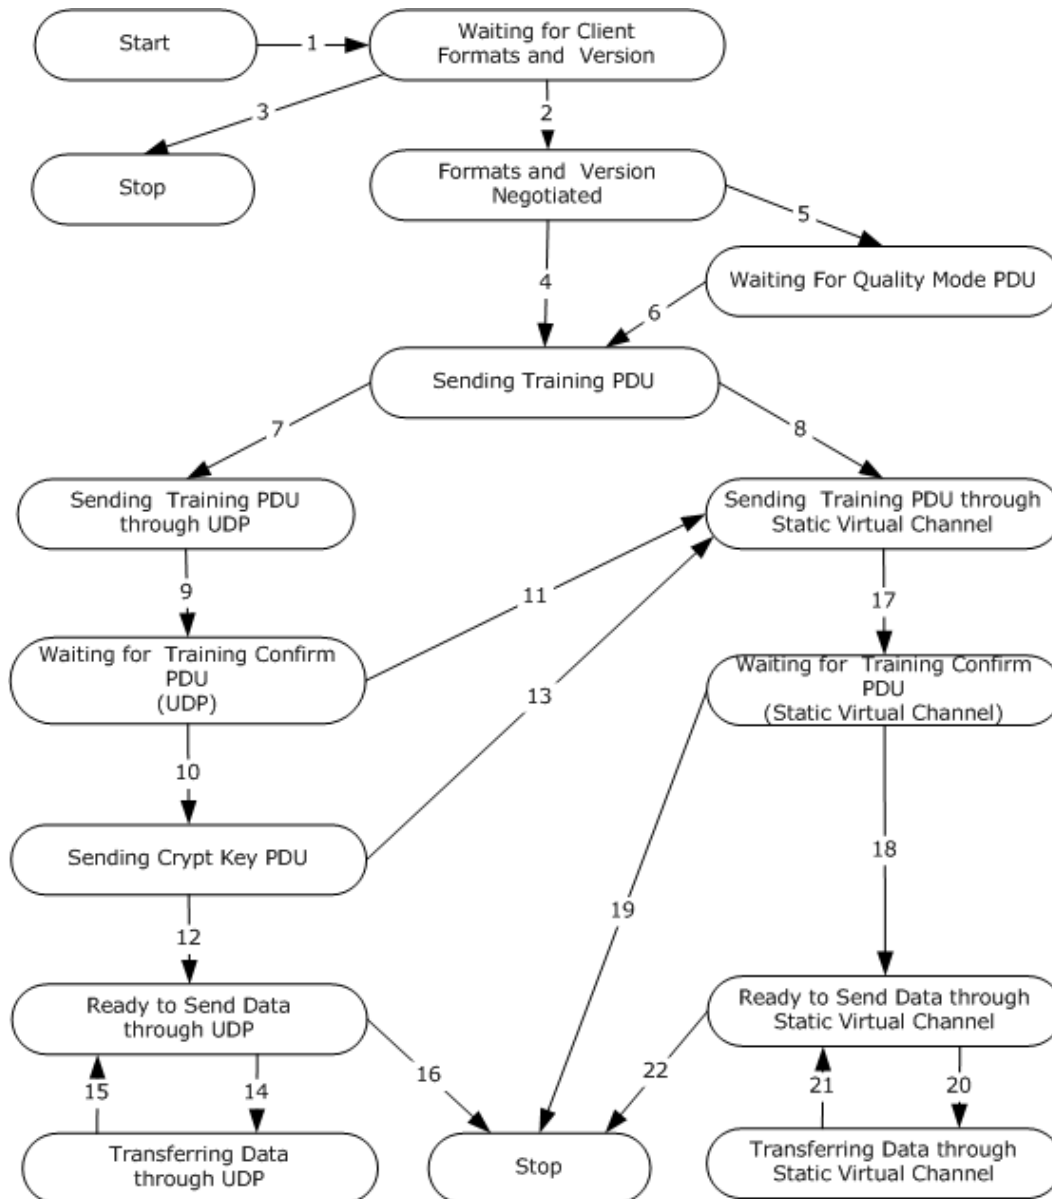 Start
1
Waiting for Client
Formats and Version
3
2
Stop
Formats and Version
Negotiated
5
4
Waiting For Quality Mode PDU
6
Sending Training PDU
7
8
Sending Training PDU
through UDP
Sending Training PDU through
Static Virtual Channel
9
11
17
Waiting for Training Confirm
PDU
(UDP)
Waiting for Training Confirm
PDU
(Static Virtual Channel)
13
10
18
Sending Crypt Key PDU
19
12
Ready to Send Data
through UDP
Ready to Send Data through
Static Virtual Channel
15
14
16
22
21
20
Transferring Data
through UDP
Stop
Transferring Data through
Static Virtual Channel